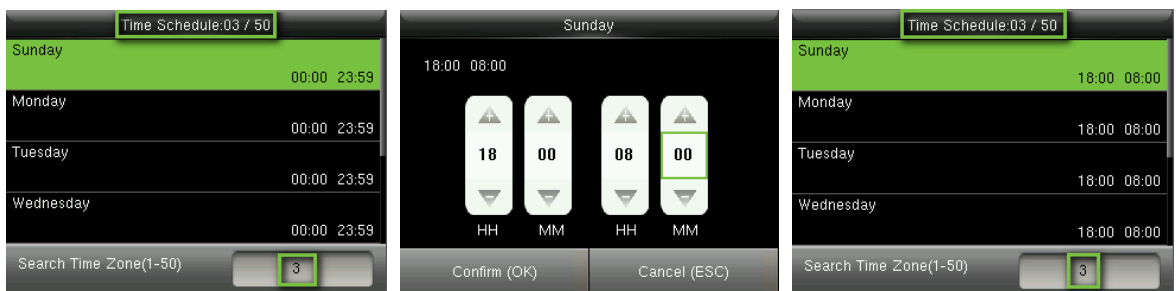 Time Schedule:03 / 50
Sunday
00:00 23:59
Monday
00:00 23:59
Tuesday
00:00 23:59
Wednesday
00:00 23:59
Search Time Zone(1-50)
3
Sunday
18:00 08:00
18 00 08 00
HH MM HH MM
Confirm (OK) Cancel (ESC)
Time Schedule:03 / 50
Sunday
18:00 08:00
Monday
18:00 08:00
Tuesday
18:00 08:00
Wednesday
18:00 08:00
Search Time Zone(1-50)
3